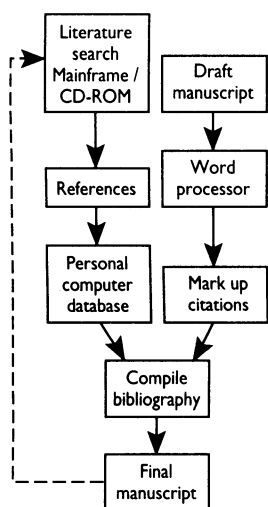 Literature
search
Mainframe /
CD-ROM
Draft
manuscript
References
Word
processor
Personal
computer
database
Mark up
citations
Compile
bibliography
Final
manuscript